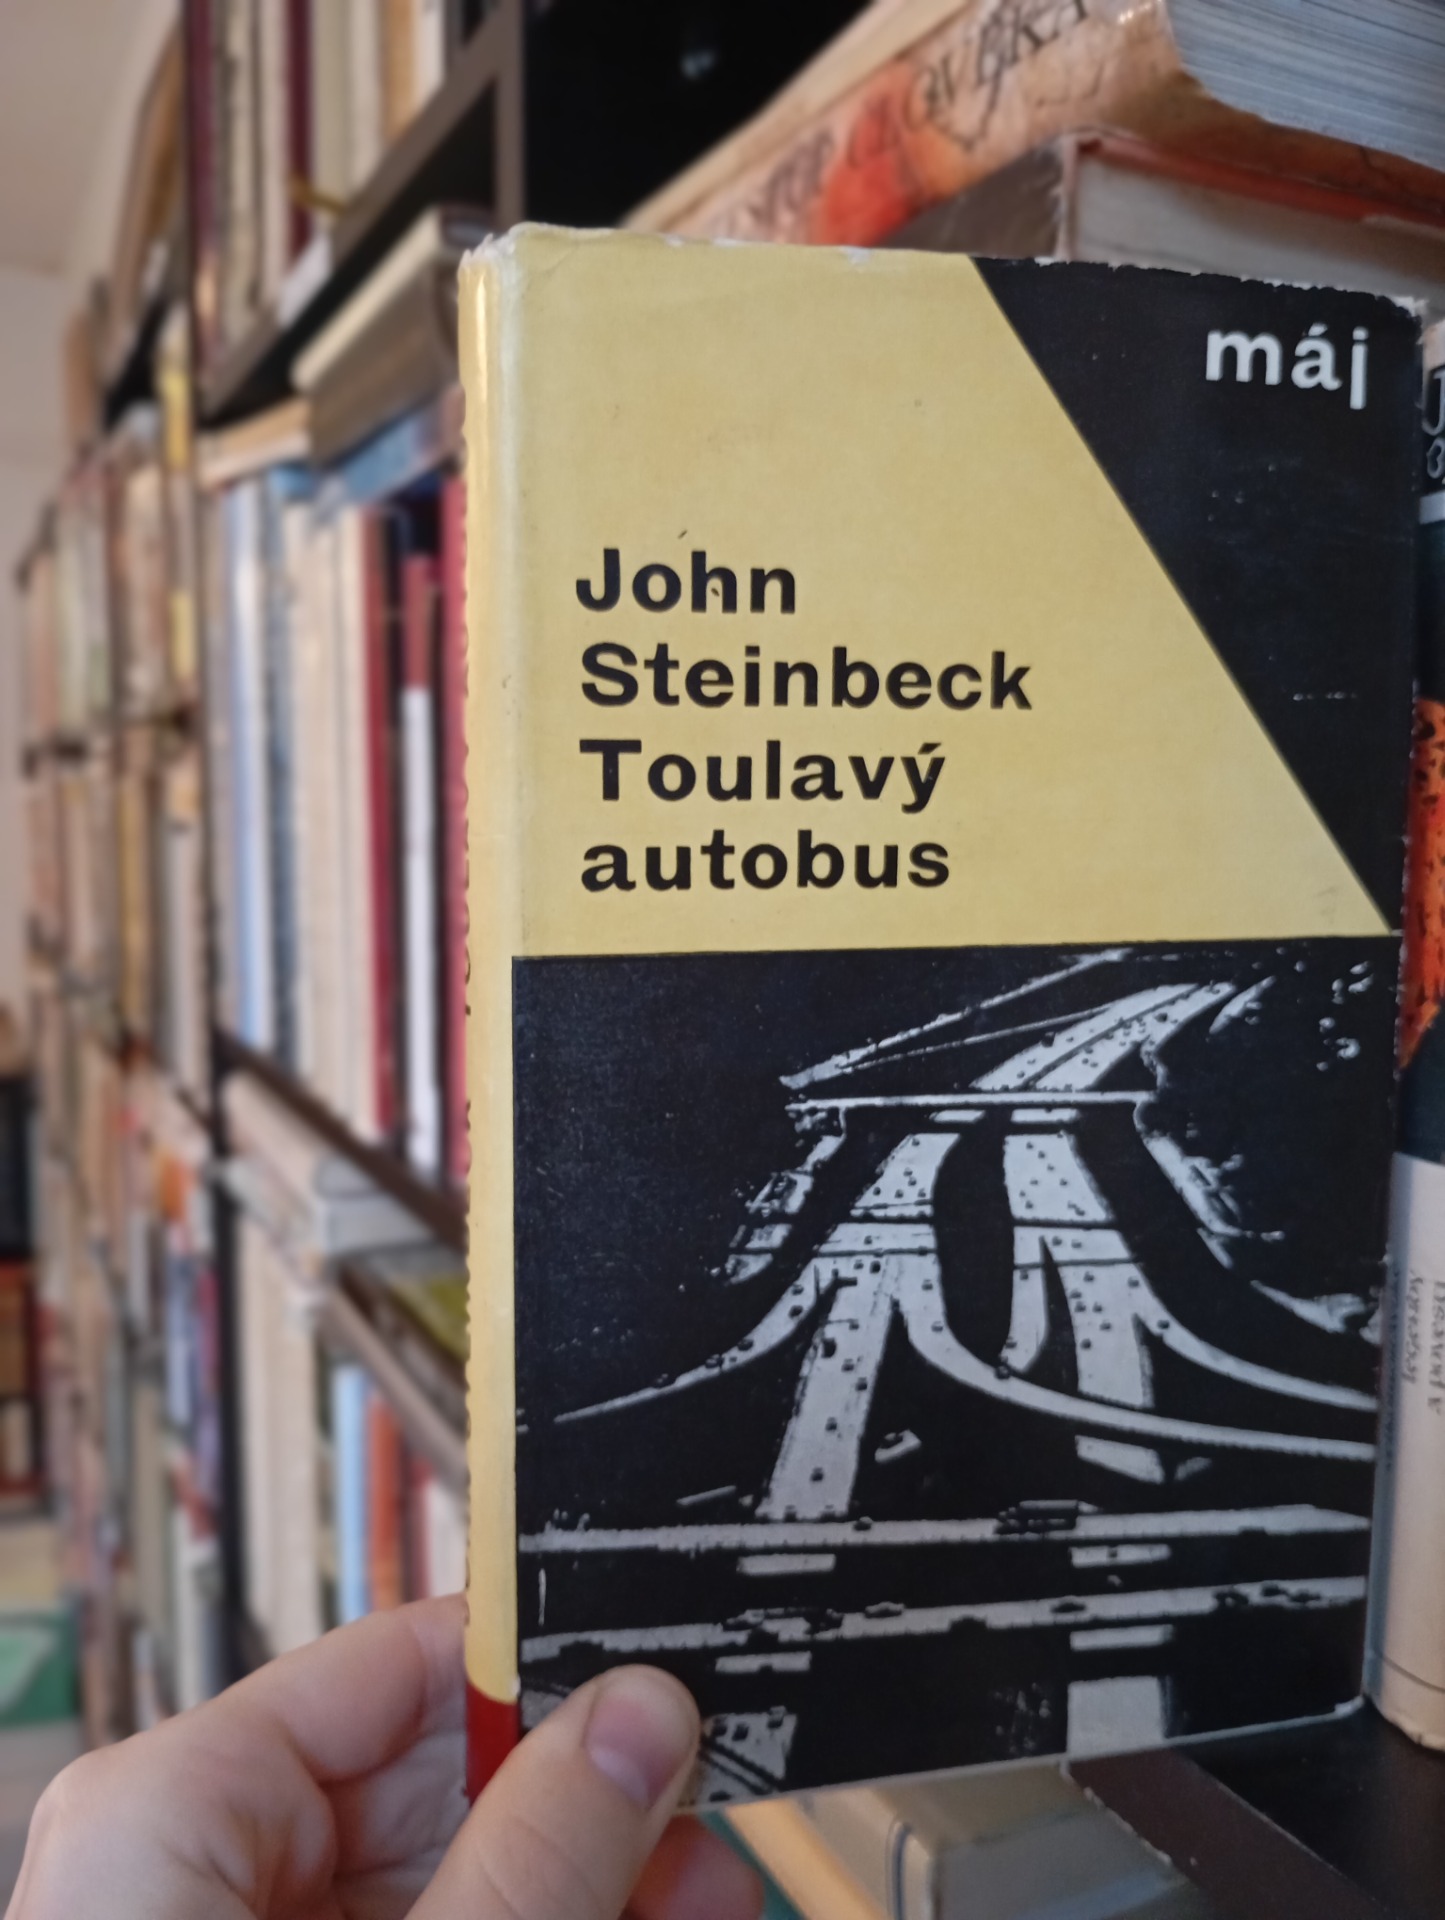 máj
John
Steinbeck
Toulavý
autobus